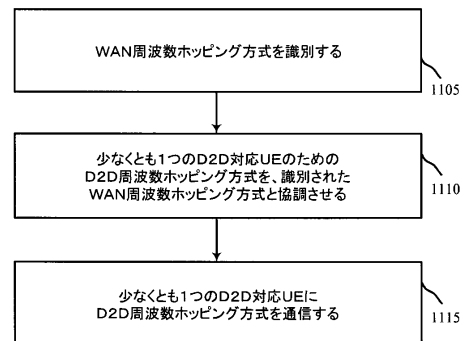 WAN周波数ホッピング方式を識別する
1105
少なくとも1つのD2D対応UEのための
D2D周波数ホッピング方式を、識別された
WAN周波数ホッピング方式と協調させる
1110
少なくとも1つのD2D対応UEに
D2D周波数ホッピング方式を通信する
1115